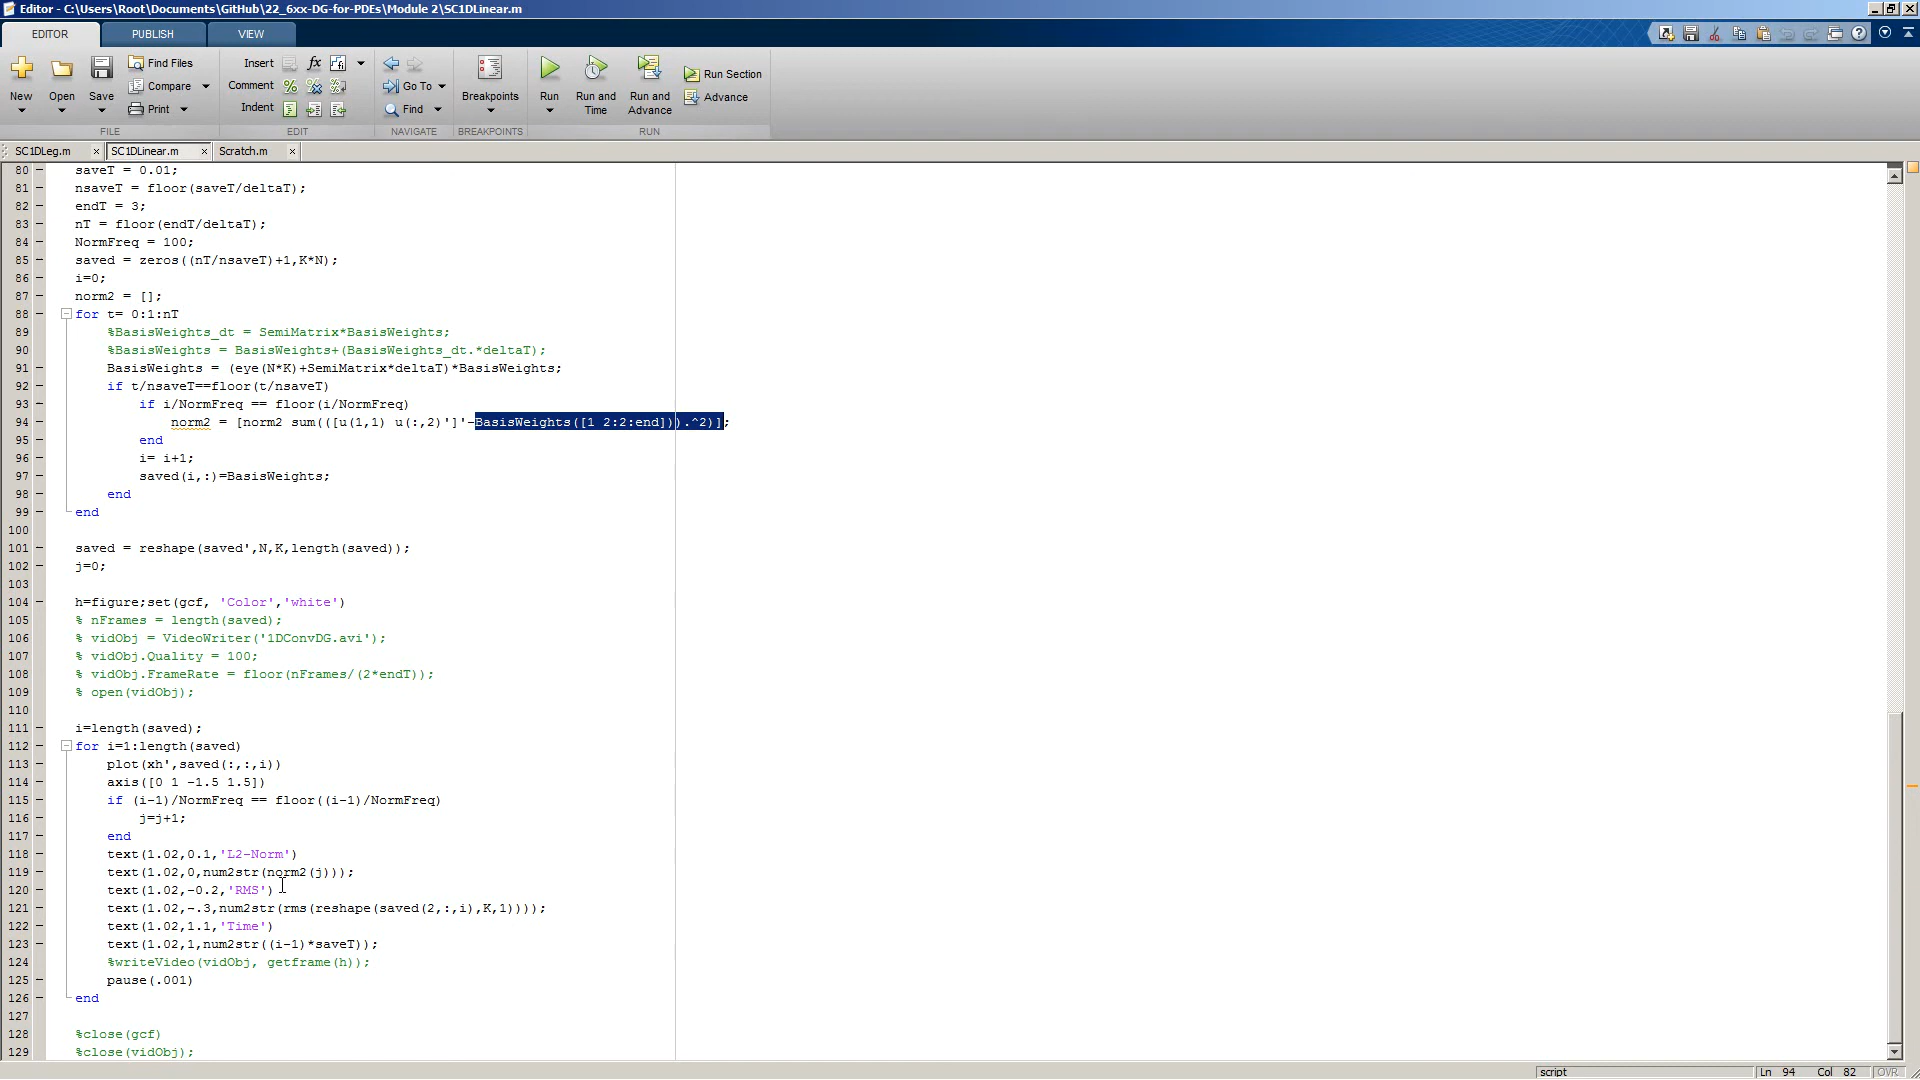 Editor - C:\Users\Root\Documents\GitHub\22_6xx-DG-for-PDEs\Module 2\SC1DLinear.m
EDITOR PUBLISH VIEW
New Open Save Find Files Compare Print
Insert fx Comment Indent
Go To Find
Breakpoints
Run Run and Time Run and Advance Run Section Advance
FILE EDIT NAVIGATE BREAKPOINTS RUN
SC1DLeg.m × SC1DLinear.m × Scratch.m ×
80 – saveT = 0.01;
81 – nsaveT = floor(saveT/deltaT);
82 – endT = 3;
83 – nT = floor(endT/deltaT);
84 – NormFreq = 100;
85 – saved = zeros((nT/nsaveT)+1,K*N);
86 – i=0;
87 – norm2 = [];
88 – for t= 0:1:nT
89 – %BasisWeights_dt = SemiMatrix*BasisWeights;
90 – %BasisWeights = BasisWeights+(BasisWeights_dt.*deltaT);
91 – BasisWeights = (eye(N*K)+SemiMatrix*deltaT)*BasisWeights;
92 – if t/nsaveT==floor(t/nsaveT)
93 – if i/NormFreq == floor(i/NormFreq)
94 – norm2 = [norm2 sum(([u(1,1) u(:,2)']'-BasisWeights([1 2:2:end])).^2)];
95 – end
96 – i= i+1;
97 – saved(i,:)=BasisWeights;
98 – end
99 – end
100
101 – saved = reshape(saved',N,K,length(saved));
102 – j=0;
103
104 – h=figure;set(gcf, 'Color','white')
105 % nFrames = length(saved);
106 % vidObj = VideoWriter('1DConvDG.avi');
107 % vidObj.Quality = 100;
108 % vidObj.FrameRate = floor(nFrames/(2*endT));
109 % open(vidObj);
110
111 – i=length(saved);
112 – for i=1:length(saved)
113 – plot(xh',saved(:,:,i))
114 – axis([0 1 -1.5 1.5])
115 – if (i-1)/NormFreq == floor((i-1)/NormFreq)
116 – j=j+1;
117 – end
118 – text(1.02,0.1,'L2-Norm')
119 – text(1.02,0,num2str(norm2(j)));
120 – text(1.02,-0.2,'RMS')
121 – text(1.02,-.3,num2str(rms(reshape(saved(2,:,i),K,1))));
122 – text(1.02,1.1,'Time')
123 – text(1.02,1,num2str((i-1)*saveT));
124 %writeVideo(vidObj, getframe(h));
125 – pause(.001)
126 – end
127
128 %close(gcf)
129 %close(vidObj);
script Ln 94 Col 82 OVR